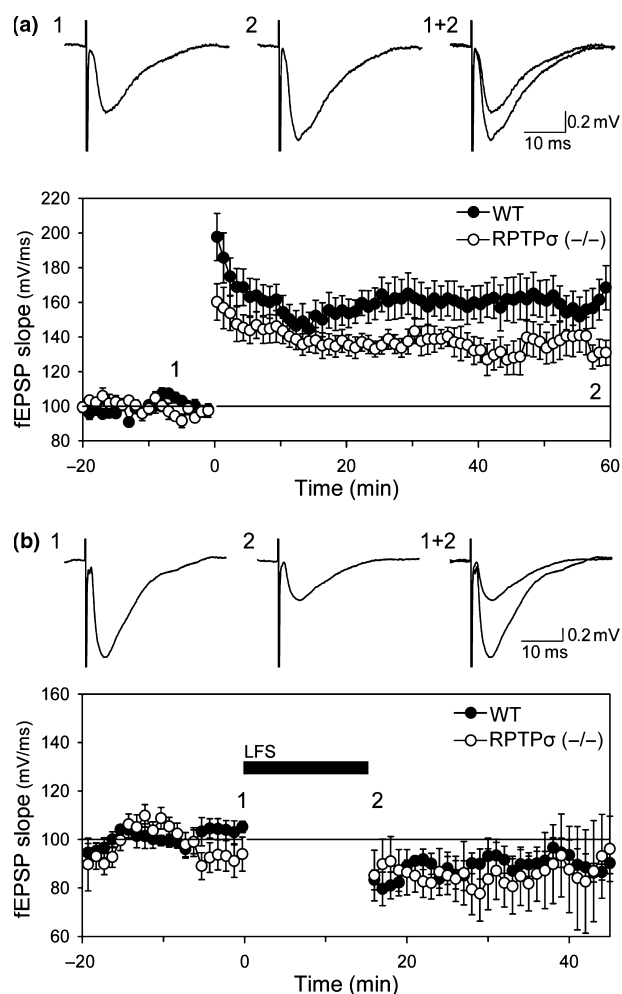 (a) 1 2 1+2
0.2 mV
10 ms
220
200
180
160
140
120
100
80
fEPSP slope (mV/ms)
WT
RPTPσ (−/−)
1
2
−20 0 20 40 60
Time (min)
(b) 1 2 1+2
0.2 mV
10 ms
160
140
120
100
80
60
fEPSP slope (mV/ms)
WT
RPTPσ (−/−)
LFS
1 2
−20 0 20 40
Time (min)